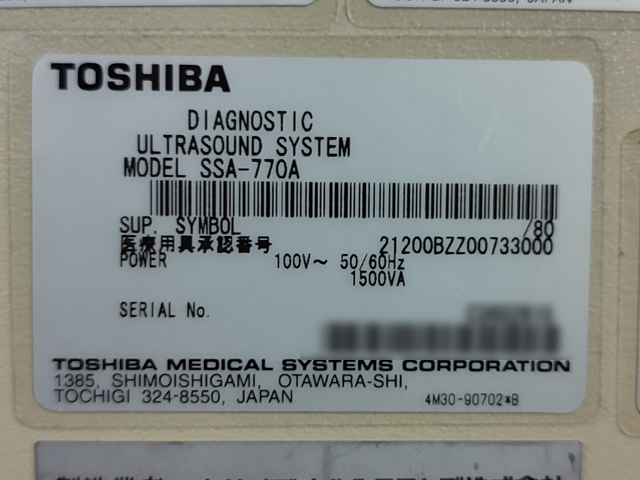 TOSHIBA
DIAGNOSTIC
ULTRASOUND SYSTEM
MODEL SSA-770A
SUP. SYMBOL /80
医療用具承認番号 21200BZZ00733000
POWER 100V～ 50/60Hz
1500VA
SERIAL No.
TOSHIBA MEDICAL SYSTEMS CORPORATION
1385, SHIMOISHIGAMI, OTAWARA-SHI,
TOCHIGI 324-8550, JAPAN 4M30-90702*B